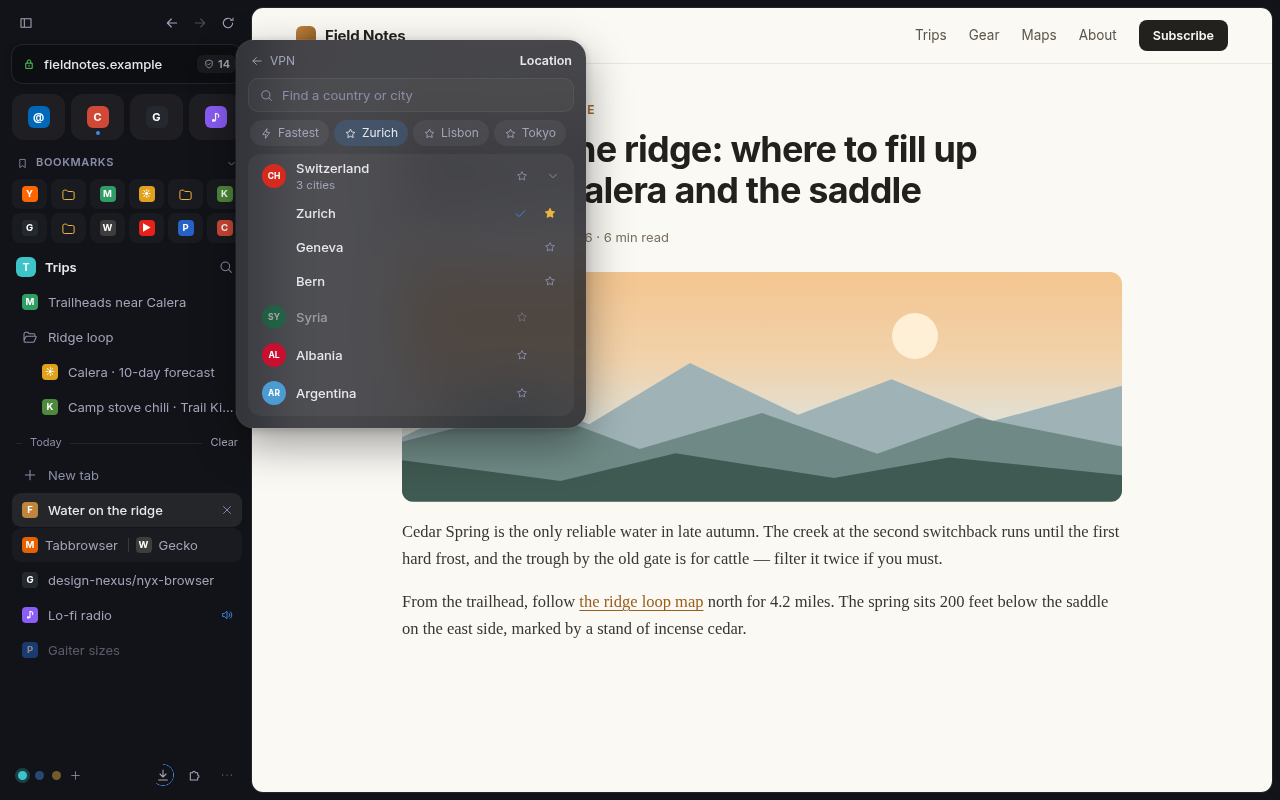 fieldnotes.example
14
@
C
G
BOOKMARKS
Y
M
K
G
W
P
C
T Trips
M Trailheads near Calera
Ridge loop
Calera · 10-day forecast
K Camp stove chili · Trail Ki...
Today
Clear
New tab
F Water on the ridge
M Tabbrowser
W Gecko
G design-nexus/nyx-browser
Lo-fi radio
P Gaiter sizes
VPN
Location
Find a country or city
Fastest
Zurich
Lisbon
Tokyo
CH Switzerland
3 cities
Zurich
Geneva
Bern
SY Syria
AL Albania
AR Argentina
Field Notes
Trips
Gear
Maps
About
Subscribe
E
ne ridge: where to fill up
alera and the saddle
6 · 6 min read
Cedar Spring is the only reliable water in late autumn. The creek at the second switchback runs until the first
hard frost, and the trough by the old gate is for cattle — filter it twice if you must.
From the trailhead, follow the ridge loop map north for 4.2 miles. The spring sits 200 feet below the saddle
on the east side, marked by a stand of incense cedar.